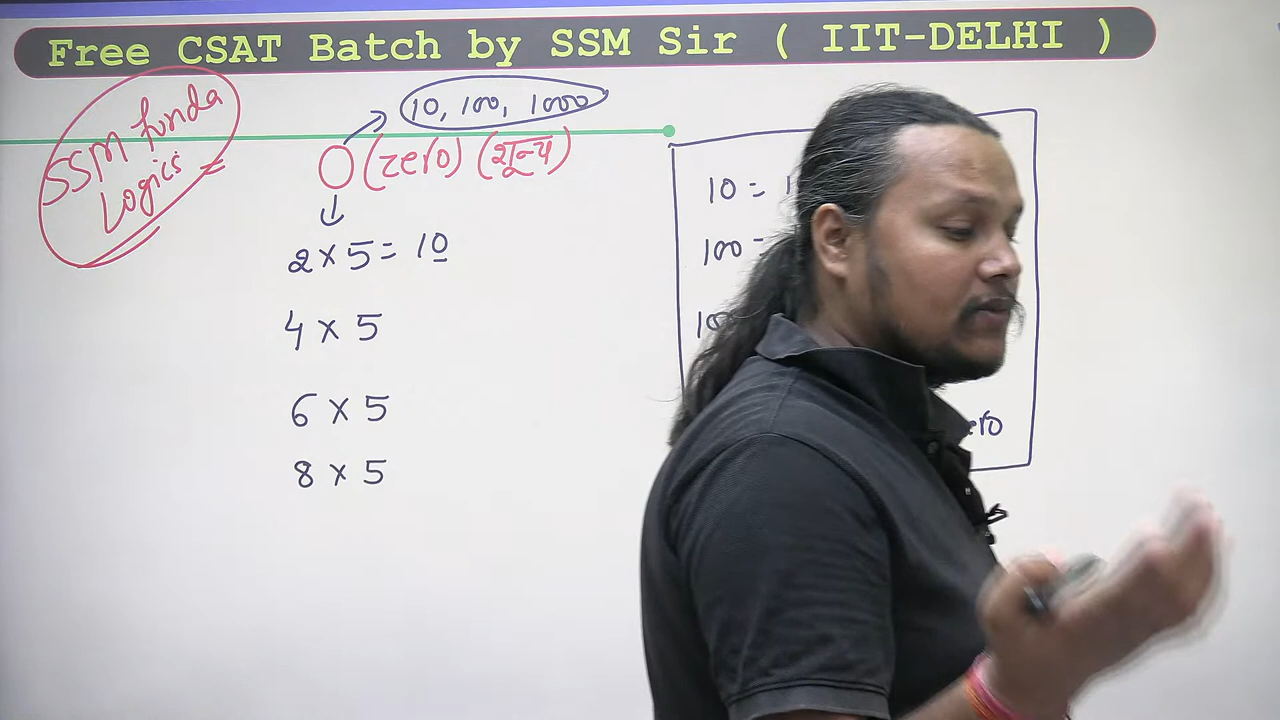 Free CSAT Batch by SSM Sir ( IIT-DELHI )
SSM funda
Logics
10, 100, 1000
0 (zero) (शून्य)
2 × 5 = 10
4 × 5
6 × 5
8 × 5
10 = 1
100 =